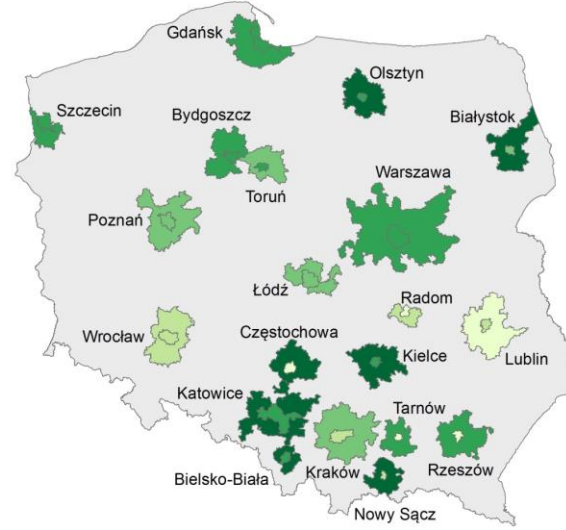 Gdańsk
Olsztyn
Szczecin
Bydgoszcz
Białystok
Toruń
Warszawa
Poznań
Łódź
Radom
Wrocław
Częstochowa
Kielce
Lublin
Katowice
Tarnów
Bielsko-Biała
Kraków
Rzeszów
Nowy Sącz